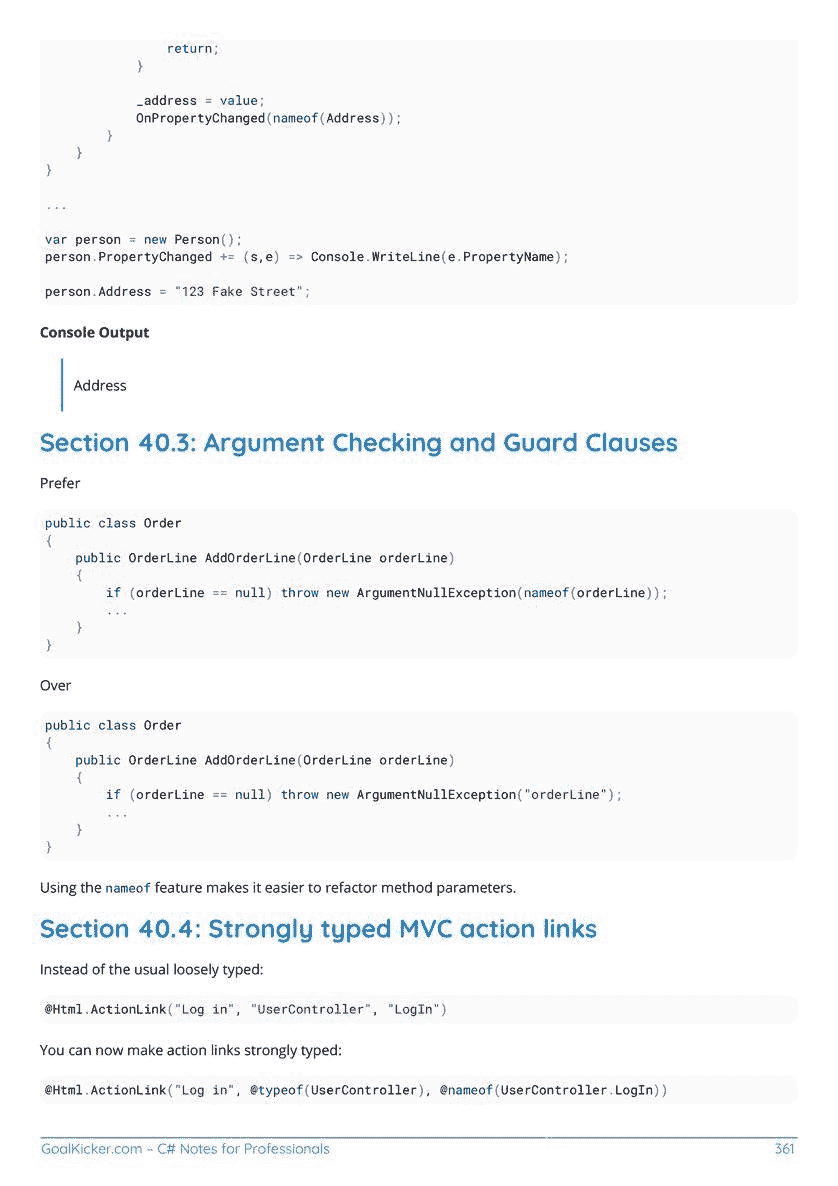 return;
            }

            _address = value;
            OnPropertyChanged(nameof(Address));
        }
    }
}

...

var person = new Person();
person.PropertyChanged += (s,e) => Console.WriteLine(e.PropertyName);

person.Address = "123 Fake Street";

Console Output

Address

Section 40.3: Argument Checking and Guard Clauses

Prefer

public class Order
{
    public OrderLine AddOrderLine(OrderLine orderLine)
    {
        if (orderLine == null) throw new ArgumentNullException(nameof(orderLine));
        ...
    }
}

Over

public class Order
{
    public OrderLine AddOrderLine(OrderLine orderLine)
    {
        if (orderLine == null) throw new ArgumentNullException("orderLine");
        ...
    }
}

Using the nameof feature makes it easier to refactor method parameters.

Section 40.4: Strongly typed MVC action links

Instead of the usual loosely typed:

@Html.ActionLink("Log in", "UserController", "LogIn")

You can now make action links strongly typed:

@Html.ActionLink("Log in", @typeof(UserController), @nameof(UserController.LogIn))

GoalKicker.com – C# Notes for Professionals 361